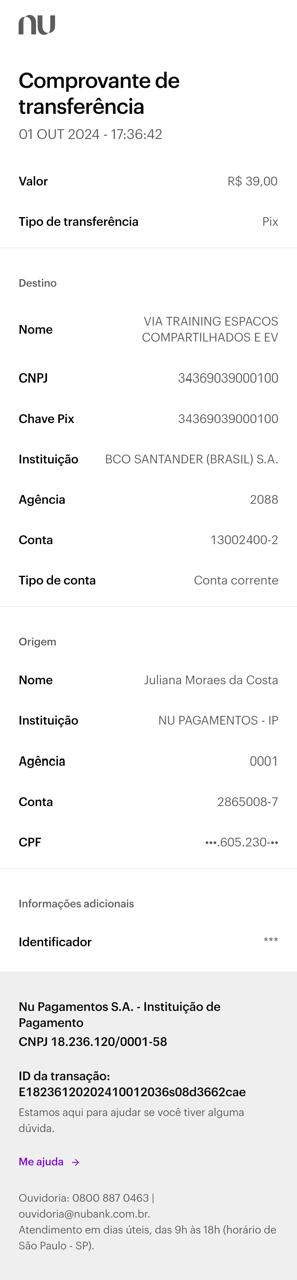 nu
Comprovante de
transferência
01 OUT 2024 - 17:36:42
Valor R$ 39,00
Tipo de transferência Pix
Destino
Nome VIA TRAINING ESPACOS
COMPARTILHADOS E EV
CNPJ 34369039000100
Chave Pix 34369039000100
Instituição BCO SANTANDER (BRASIL) S.A.
Agência 2088
Conta 13002400-2
Tipo de conta Conta corrente
Origem
Nome Juliana Moraes da Costa
Instituição NU PAGAMENTOS - IP
Agência 0001
Conta 2865008-7
CPF •••.605.230-••
Informações adicionais
Identificador ***
Nu Pagamentos S.A. - Instituição de
Pagamento
CNPJ 18.236.120/0001-58
ID da transação:
E18236120202410012036s08d3662cae
Estamos aqui para ajudar se você tiver alguma
dúvida.
Me ajuda →
Ouvidoria: 0800 887 0463 |
ouvidoria@nubank.com.br.
Atendimento em dias úteis, das 9h às 18h (horário de
São Paulo - SP).